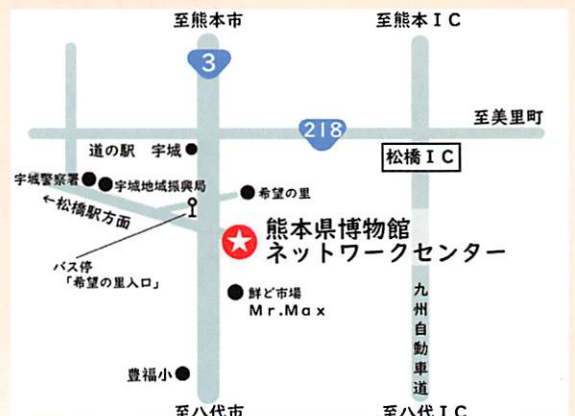 至熊本市
至熊本IC
3
218
至美里町
道の駅 宇城
松橋IC
宇城警察署
宇城地域振興局
希望の里
←松橋駅方面
熊本県博物館
ネットワークセンター
バス停
「希望の里入口」
鮮ど市場
Mr.Max
九州自動車道
豊福小
至八代市
至八代IC